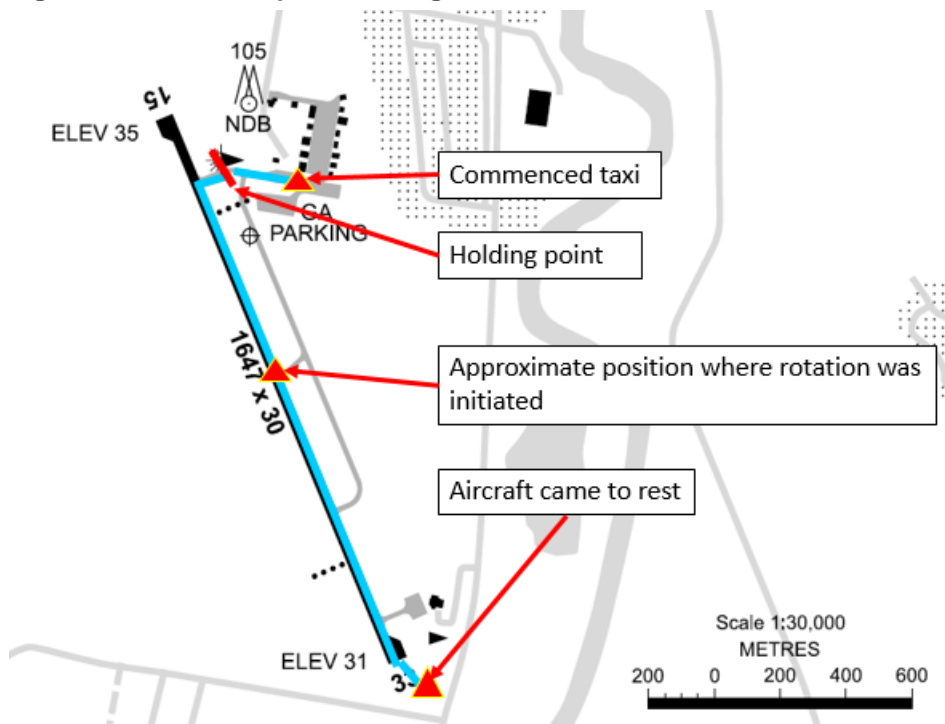 105
15
NDB
ELEV 35
Commenced taxi
GA
PARKING
Holding point
1647 x 30
Approximate position where rotation was
initiated
Aircraft came to rest
ELEV 31
Scale 1:30,000
METRES
200 0 200 400 600